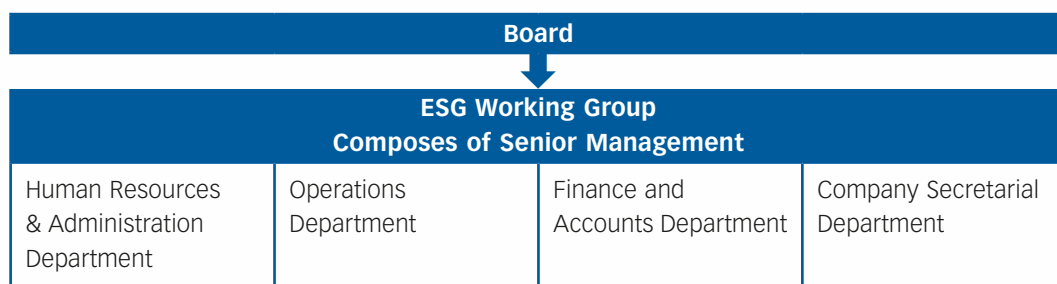 Board
ESG Working Group
Composes of Senior Management
Human Resources
& Administration
Department
Operations
Department
Finance and
Accounts Department
Company Secretarial
Department